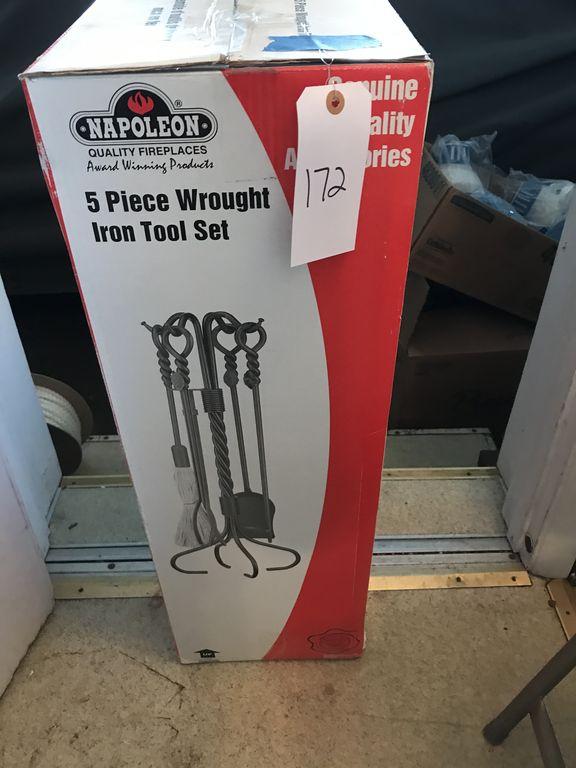 NAPOLEON®
QUALITY FIREPLACES
Award Winning Products
5 Piece Wrought
Iron Tool Set
172